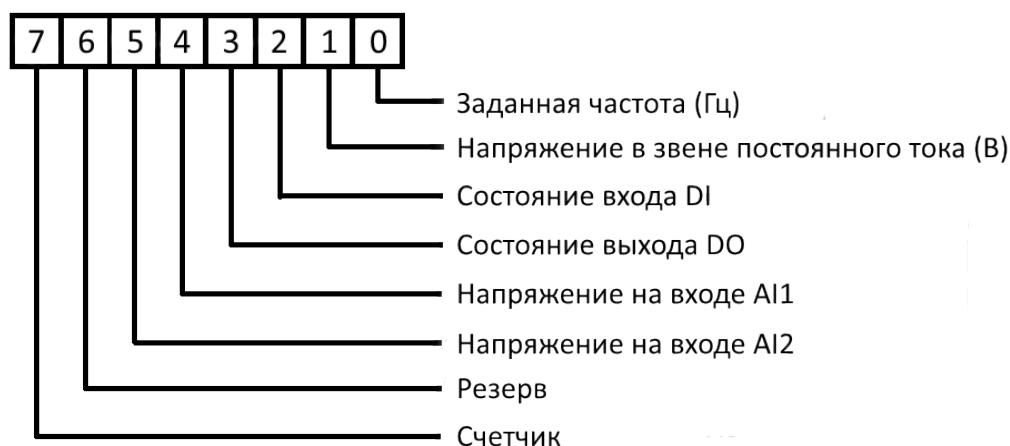 7 6 5 4 3 2 1 0
Заданная частота (Гц)
Напряжение в звене постоянного тока (В)
Состояние входа DI
Состояние выхода DO
Напряжение на входе AI1
Напряжение на входе AI2
Резерв
Счетчик